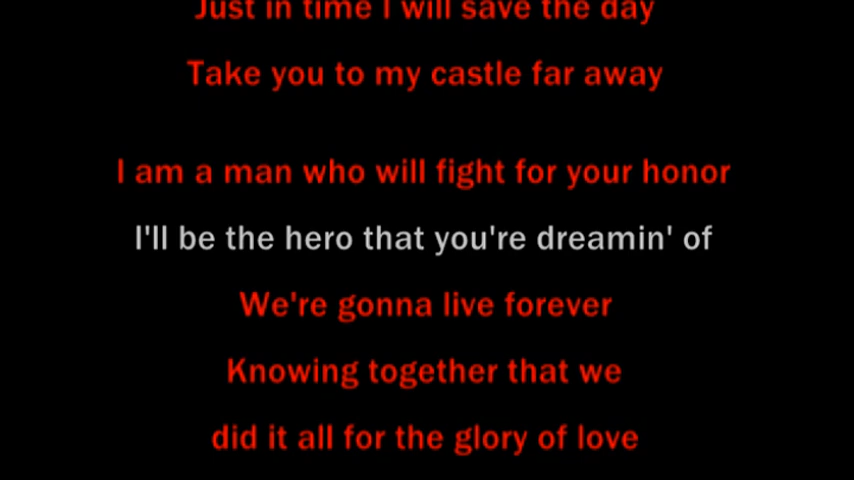 Just in time I will save the day
Take you to my castle far away
I am a man who will fight for your honor
I'll be the hero that you're dreamin' of
We're gonna live forever
Knowing together that we
did it all for the glory of love